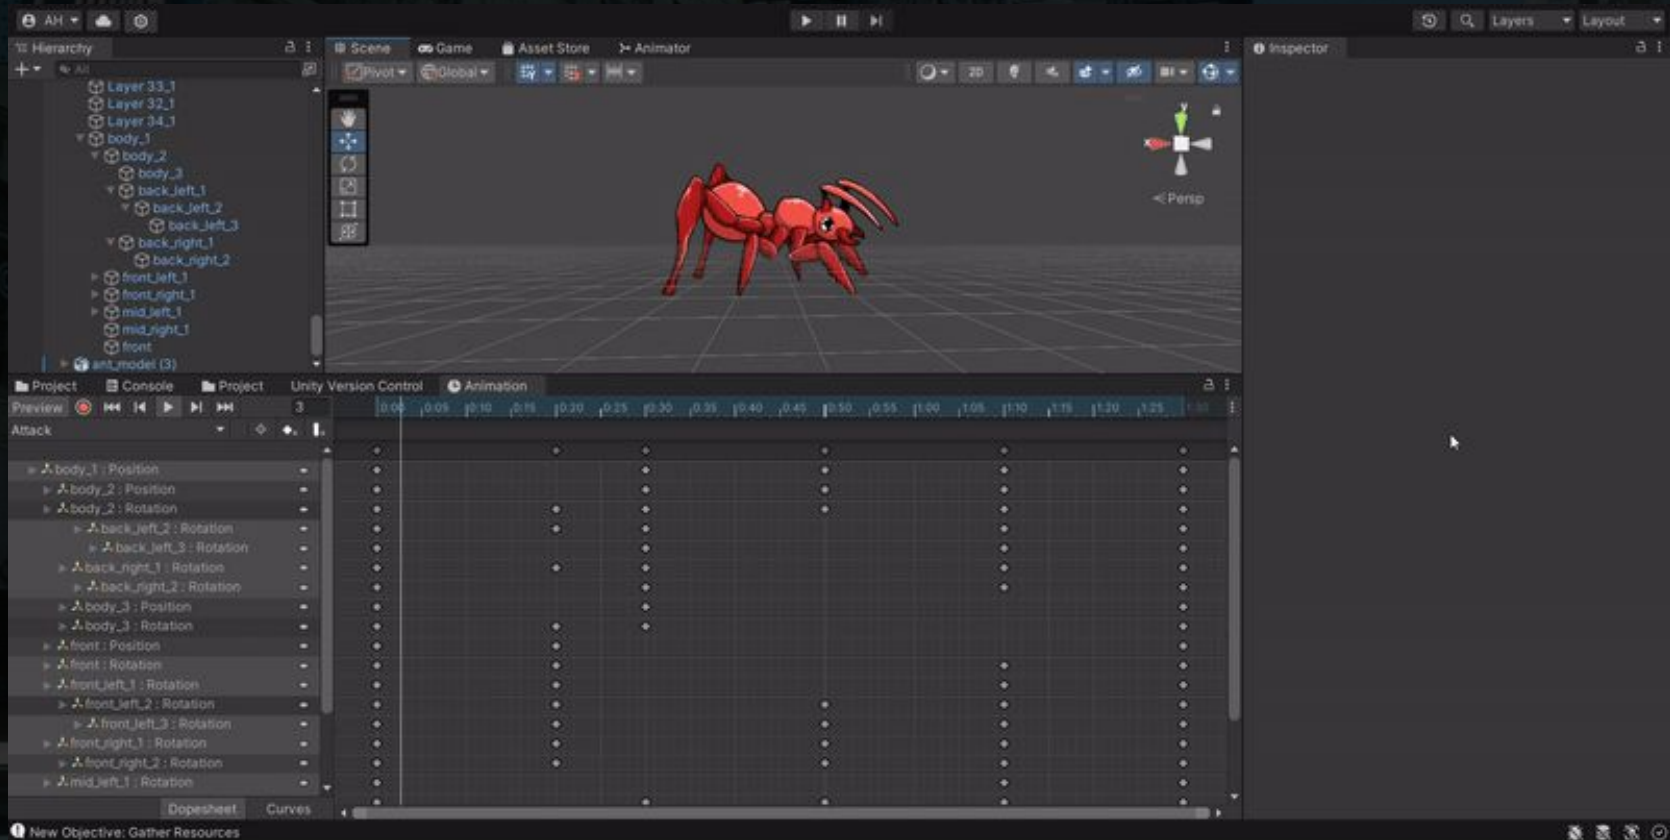 AH
Layers
Layout
Hierarchy
Scene
Game
Asset Store
Animator
Inspector
All
Pivot
Global
2D
Layer 33_1
Layer 32_1
Layer 34_1
body_1
body_2
body_3
back_left_1
back_left_2
back_left_3
back_right_1
back_right_2
front_left_1
front_right_1
mid_left_1
mid_right_1
front
ant_model (3)
y
x
<Persp
Project
Console
Project
Unity Version Control
Animation
Preview
3
0:00 0:05 0:10 0:15 0:20 0:25 0:30 0:35 0:40 0:45 0:50 0:55 1:00 1:05 1:10 1:15 1:20 1:25 1:30
Attack
body_1 : Position
body_2 : Position
body_2 : Rotation
back_left_2 : Rotation
back_left_3 : Rotation
back_right_1 : Rotation
back_right_2 : Rotation
body_3 : Position
body_3 : Rotation
front : Position
front : Rotation
front_left_1 : Rotation
front_left_2 : Rotation
front_left_3 : Rotation
front_right_1 : Rotation
front_right_2 : Rotation
mid_left_1 : Rotation
Dopesheet
Curves
New Objective: Gather Resources